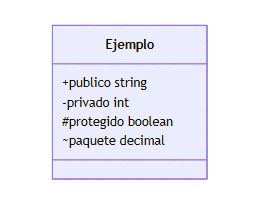 Ejemplo
+publico string
-privado int
#protegido boolean
~paquete decimal